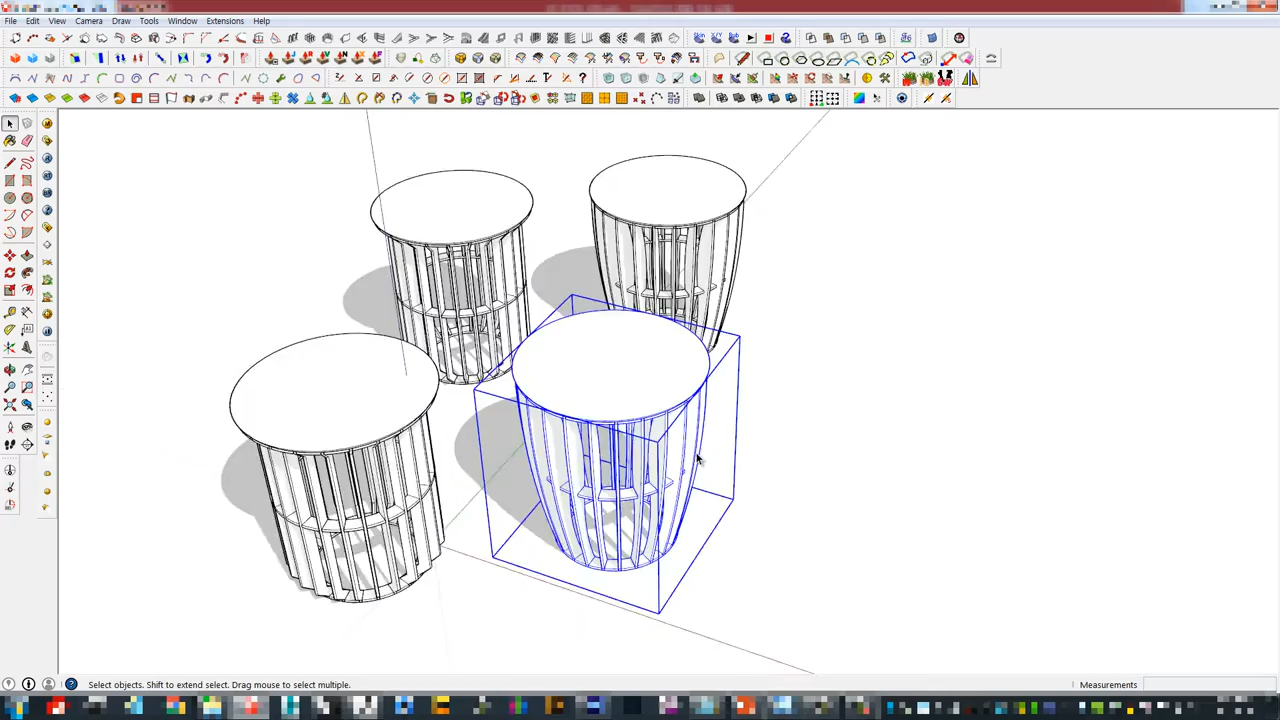 File Edit View Camera Draw Tools Window Extensions Help
Select objects. Shift to extend select. Drag mouse to select multiple.
Measurements